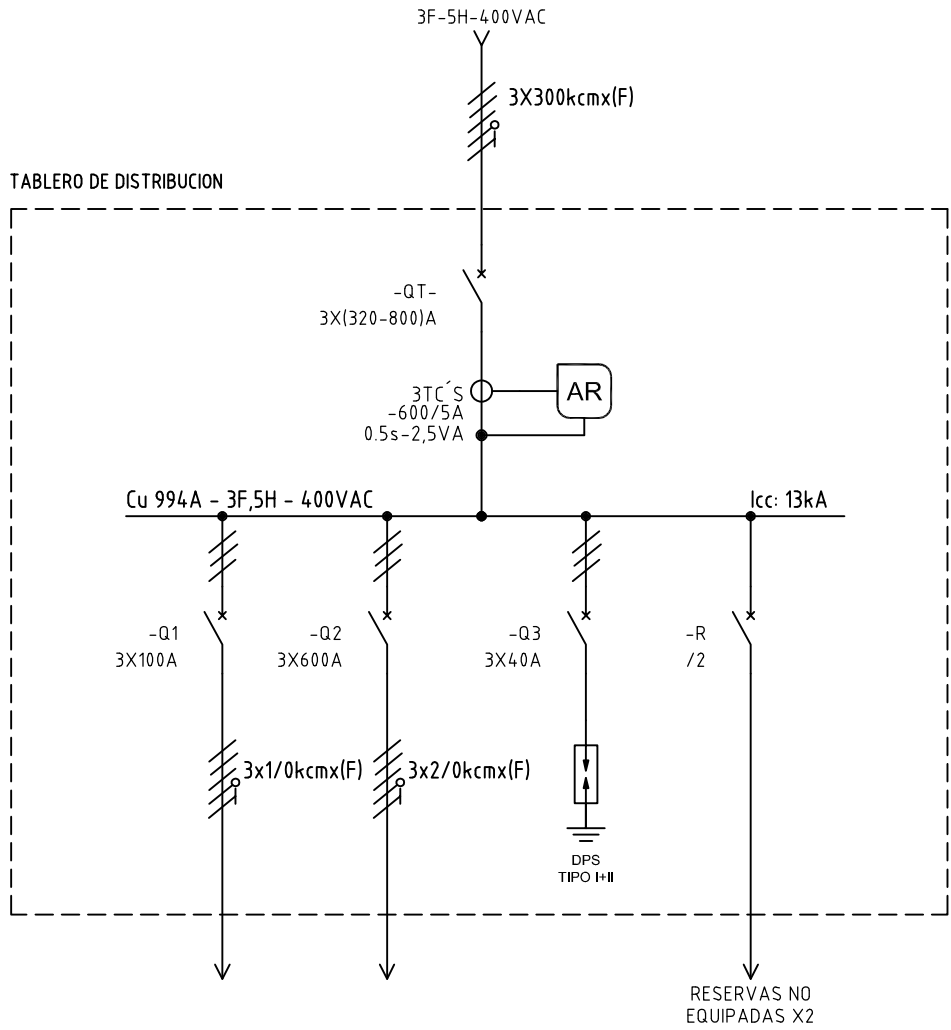 3F-5H-400VAC
3X300kcmx(F)
TABLERO DE DISTRIBUCION
-QT-
3X(320-800)A
3TC´S
-600/5A
0.5s-2,5VA
AR
Cu 994A - 3F,5H - 400VAC
Icc: 13kA
-Q1
3X100A
-Q2
3X600A
-Q3
3X40A
-R
/2
3x1/0kcmx(F)
3x2/0kcmx(F)
DPS
TIPO I+II
RESERVAS NO
EQUIPADAS X2